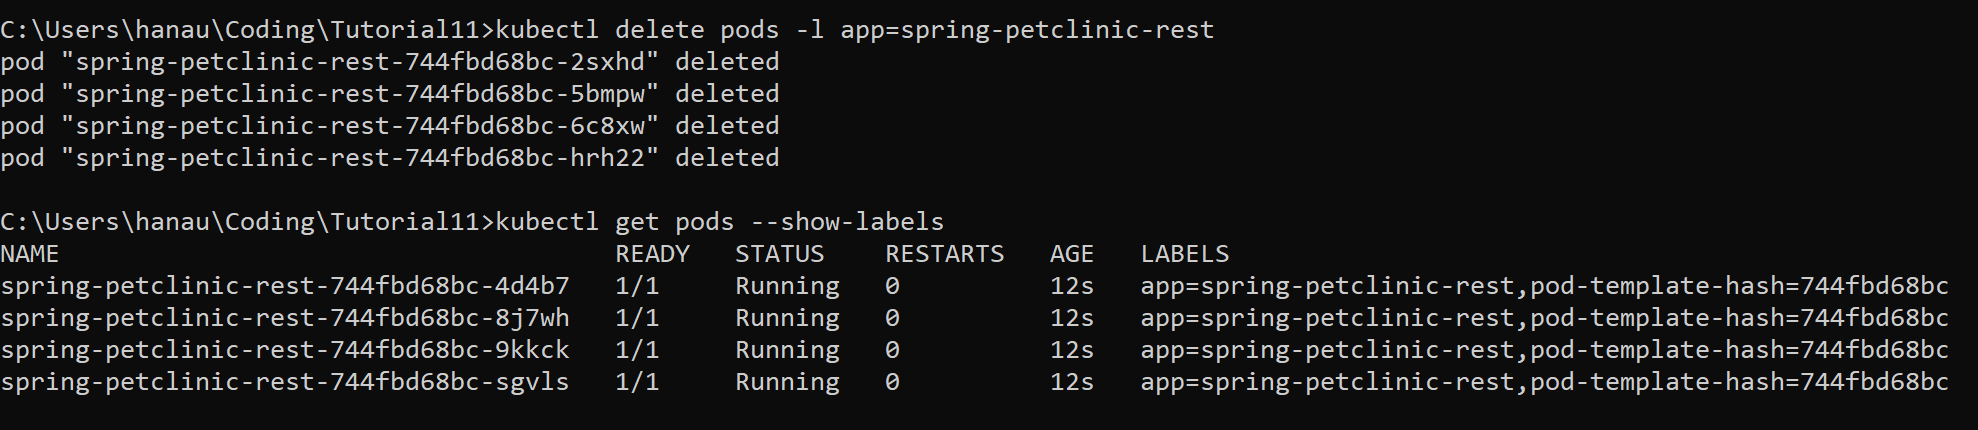 C:\Users\hanau\Coding\Tutorial11>kubectl delete pods -l app=spring-petclinic-rest
pod "spring-petclinic-rest-744fbd68bc-2sxhd" deleted
pod "spring-petclinic-rest-744fbd68bc-5bmpw" deleted
pod "spring-petclinic-rest-744fbd68bc-6c8xw" deleted
pod "spring-petclinic-rest-744fbd68bc-hrh22" deleted
C:\Users\hanau\Coding\Tutorial11>kubectl get pods --show-labels
NAME READY STATUS RESTARTS AGE LABELS
spring-petclinic-rest-744fbd68bc-4d4b7 1/1 Running 0 12s app=spring-petclinic-rest,pod-template-hash=744fbd68bc
spring-petclinic-rest-744fbd68bc-8j7wh 1/1 Running 0 12s app=spring-petclinic-rest,pod-template-hash=744fbd68bc
spring-petclinic-rest-744fbd68bc-9kkck 1/1 Running 0 12s app=spring-petclinic-rest,pod-template-hash=744fbd68bc
spring-petclinic-rest-744fbd68bc-sgvls 1/1 Running 0 12s app=spring-petclinic-rest,pod-template-hash=744fbd68bc